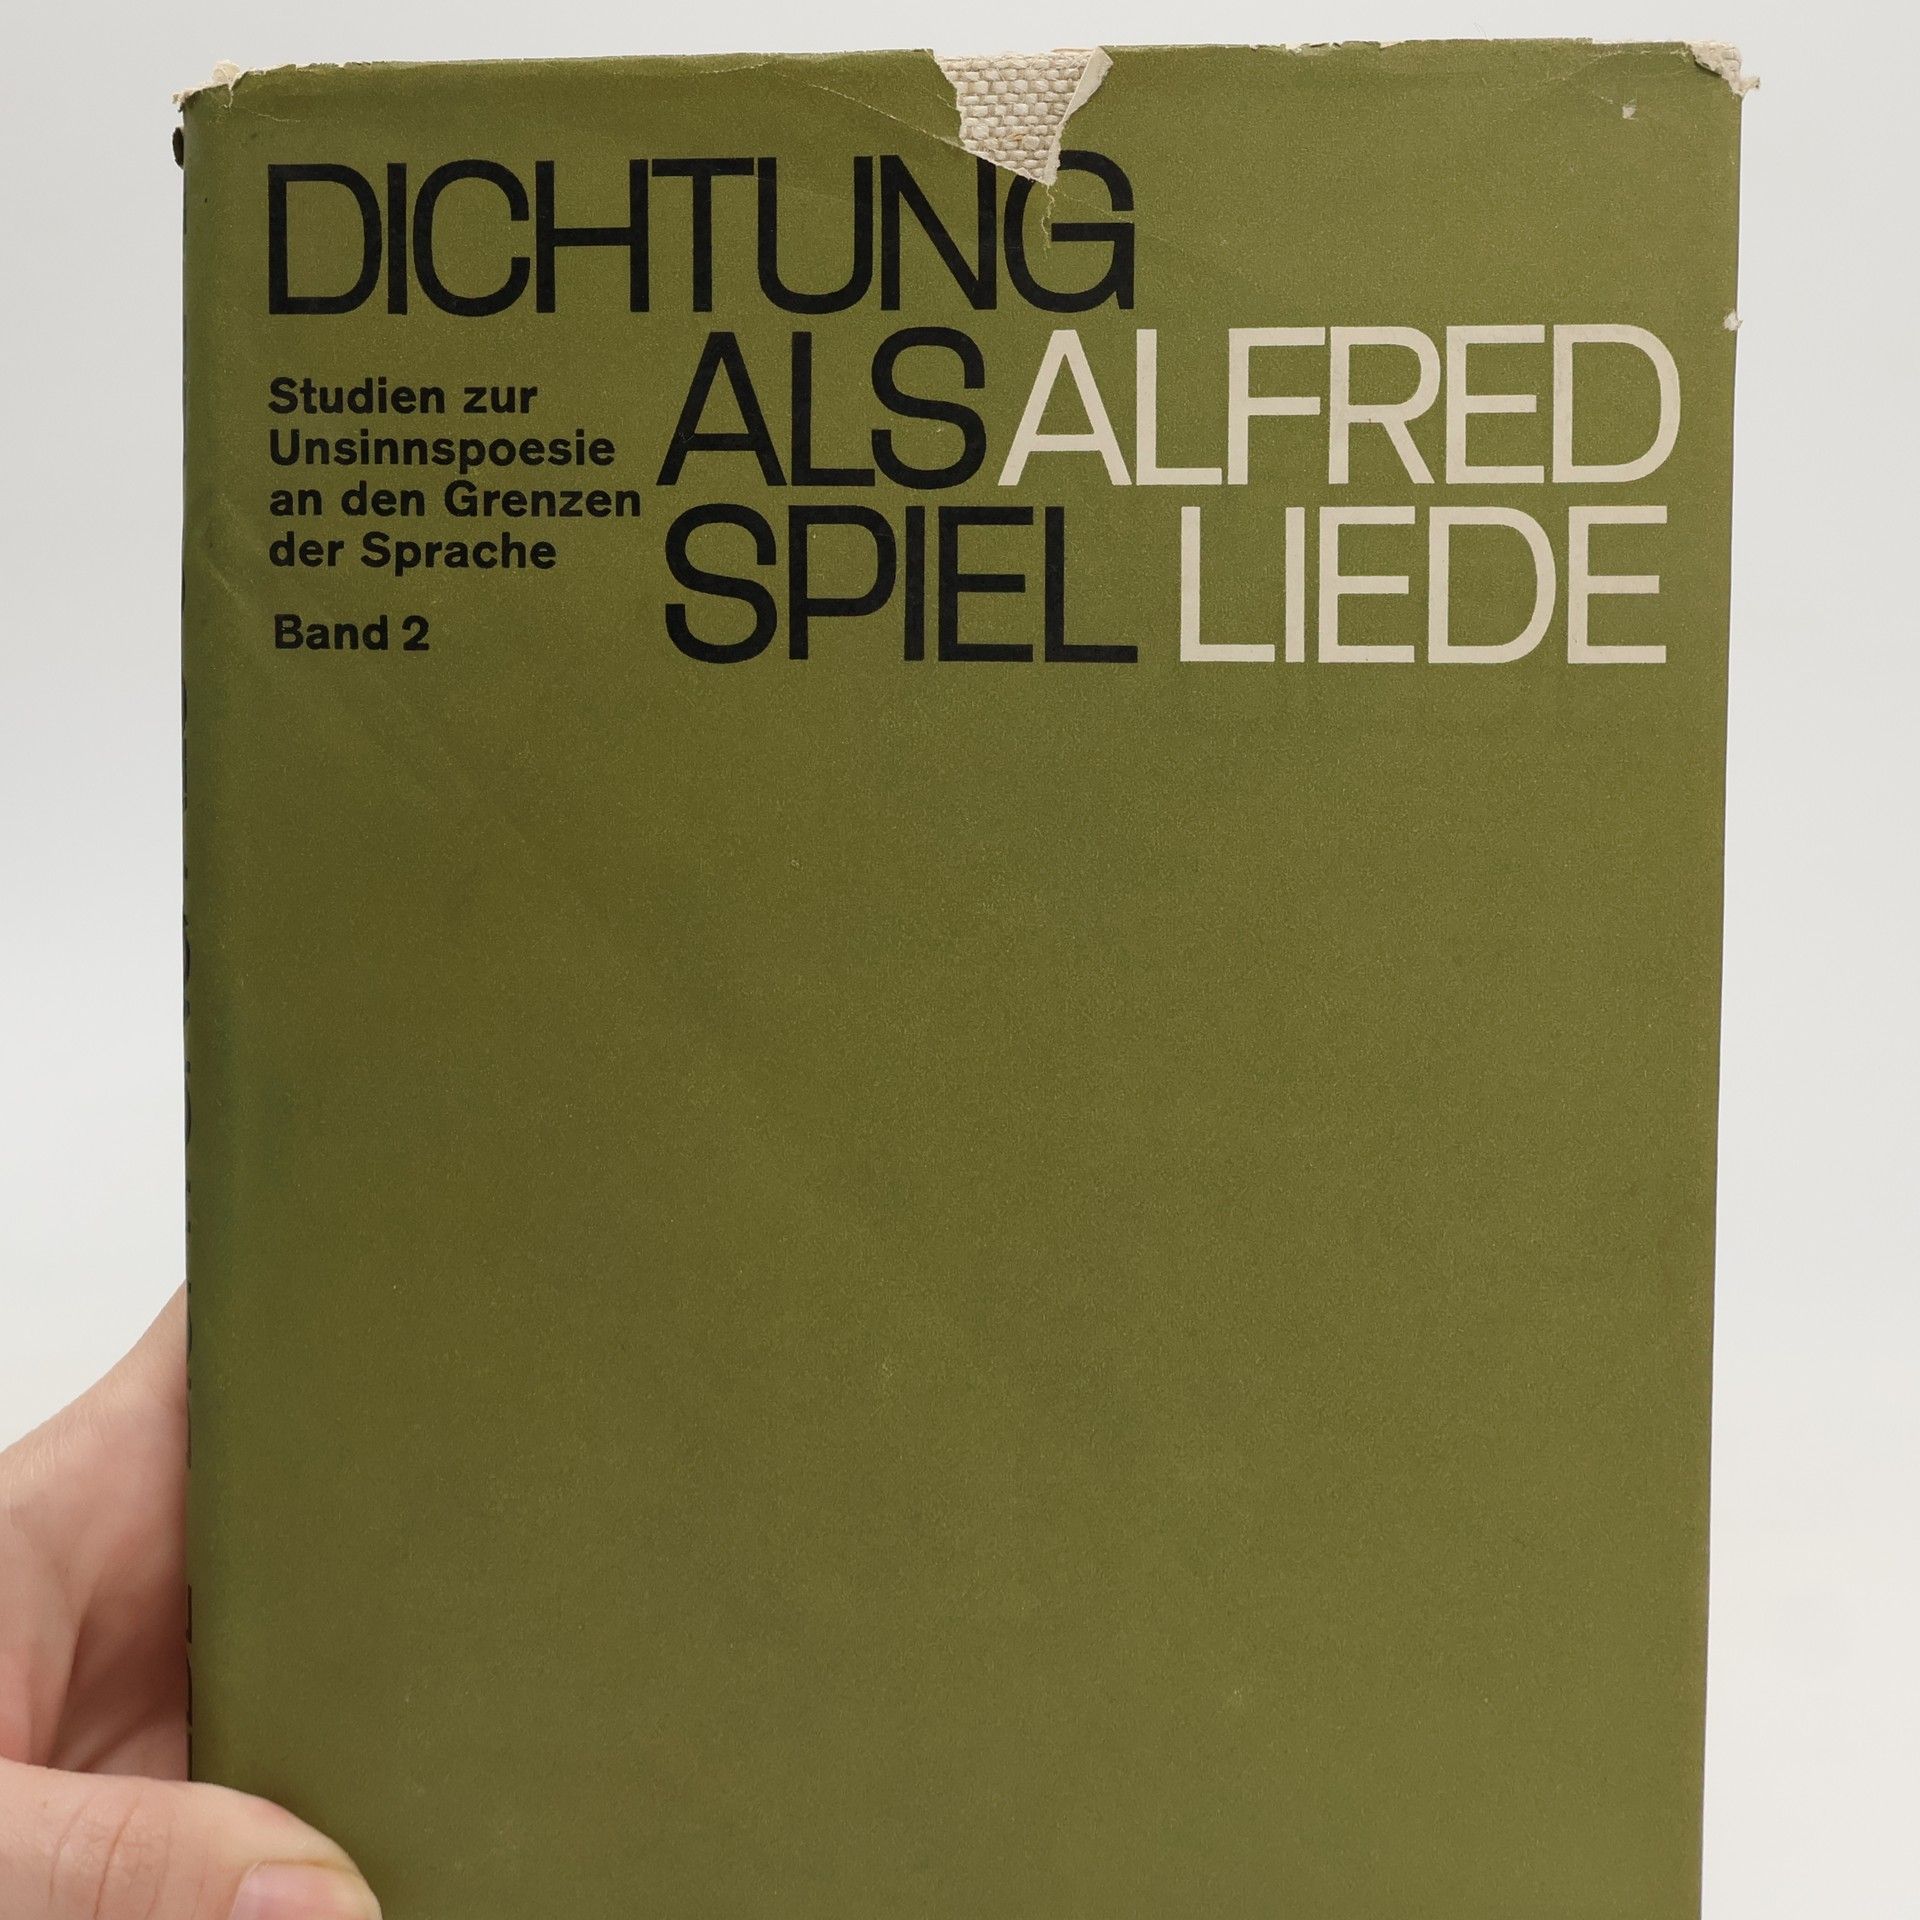 DICHTUNG
ALS
SPIEL
ALFRED
LIEDE
Studien zur
Unsinnspoesie
an den Grenzen
der Sprache
Band 2